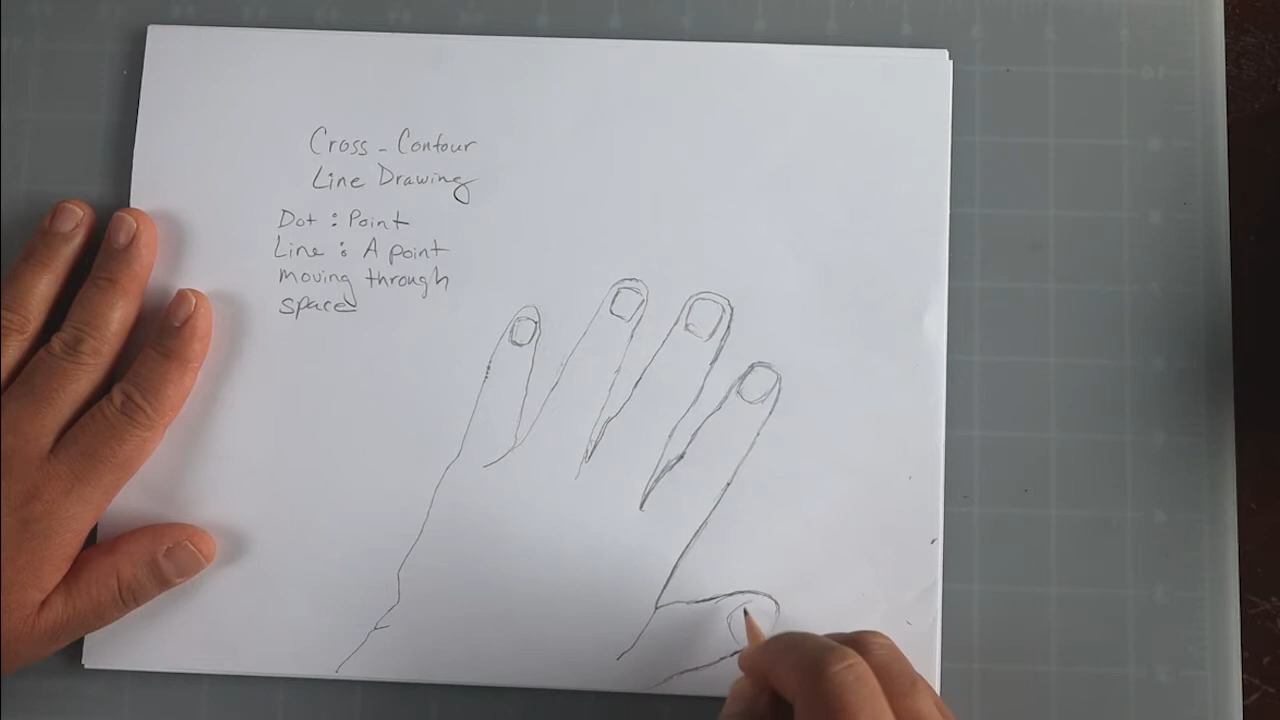 Cross - Contour
Line Drawing
Dot : Point
Line : A point
moving through
space